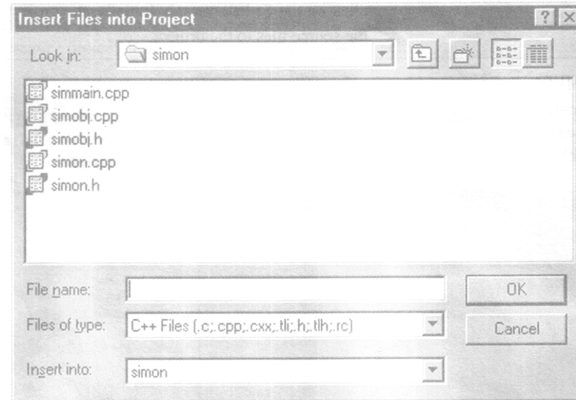 Insert Files into Project
Look in: simon
simmain.cpp
simobj.cpp
simobj.h
simon.cpp
simon.h
File name: OK
Files of type: C++ Files (.c;.cpp;.cxx;.tli;.h;.tlh;.rc) Cancel
Insert into: simon